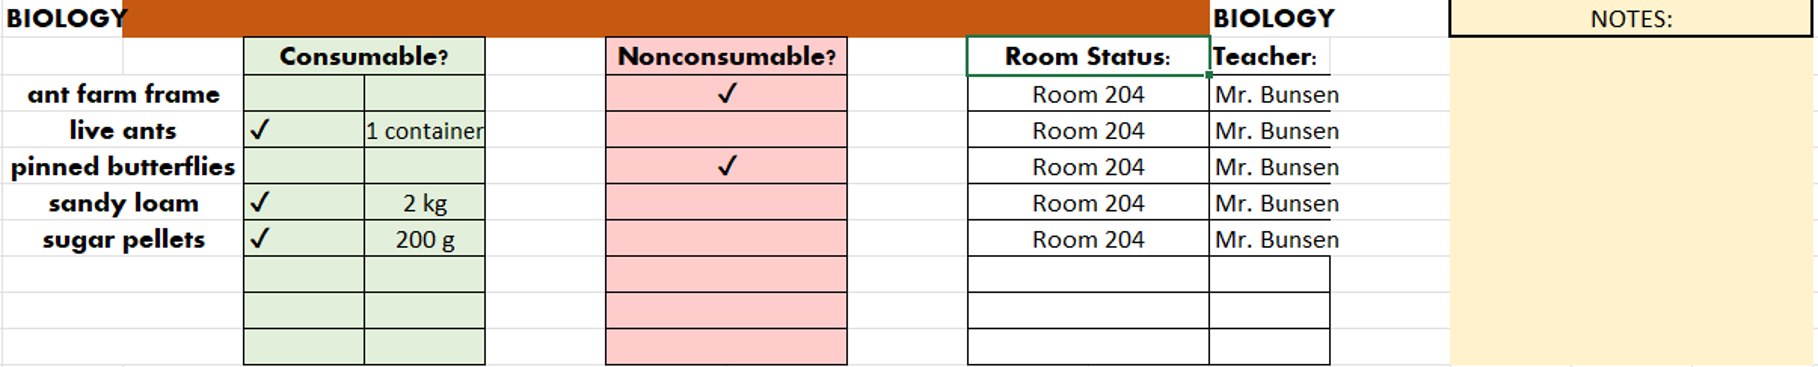 BIOLOGY BIOLOGY NOTES:
Consumable? Nonconsumable? Room Status: Teacher:
ant farm frame ✓ Room 204 Mr. Bunsen
live ants ✓ 1 container Room 204 Mr. Bunsen
pinned butterflies ✓ Room 204 Mr. Bunsen
sandy loam ✓ 2 kg Room 204 Mr. Bunsen
sugar pellets ✓ 200 g Room 204 Mr. Bunsen